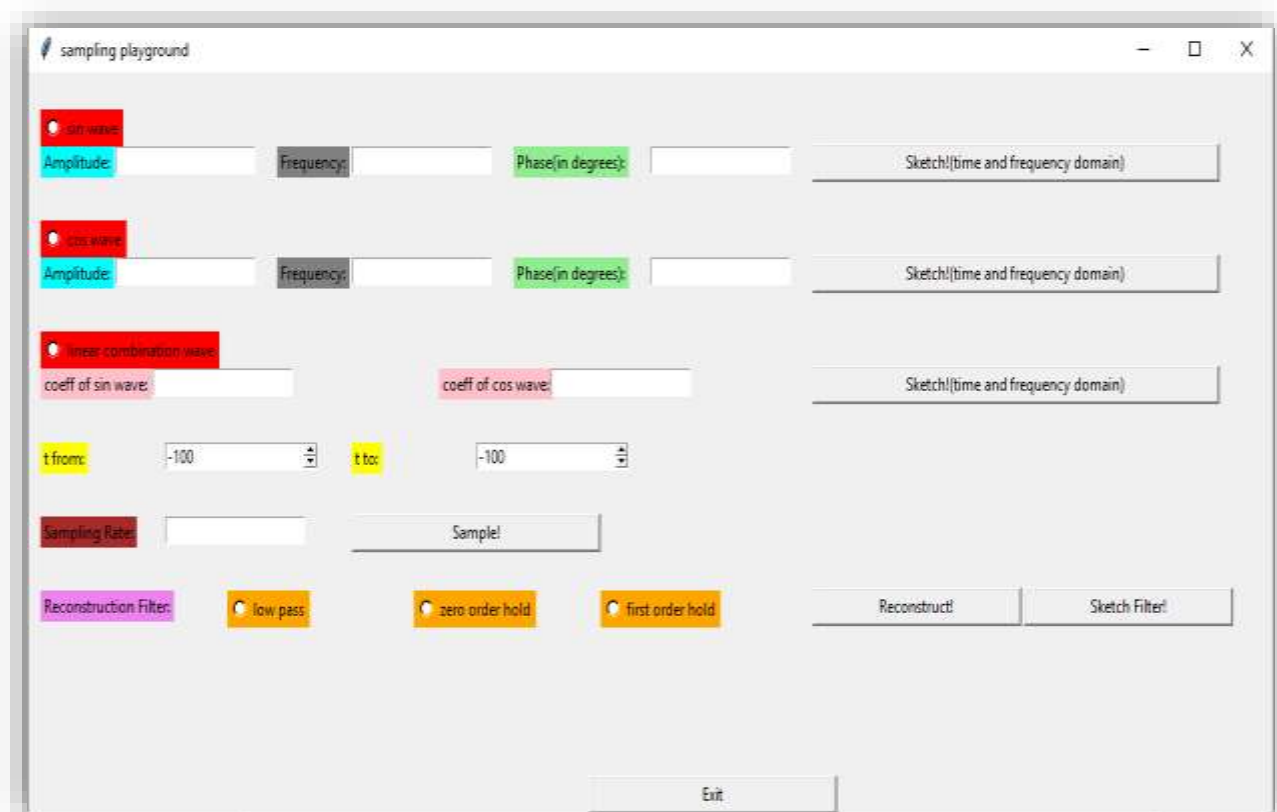 sampling playground
sin wave
Amplitude: Frequency: Phase(in degrees): Sketch!(time and frequency domain)
cos wave
Amplitude: Frequency: Phase(in degrees): Sketch!(time and frequency domain)
linear combination wave
coeff of sin wave: coeff of cos wave: Sketch!(time and frequency domain)
t from: -100 t to: -100
Sampling Rate: Sample!
Reconstruction Filter: low pass zero order hold first order hold Reconstruct! Sketch Filter!
Exit